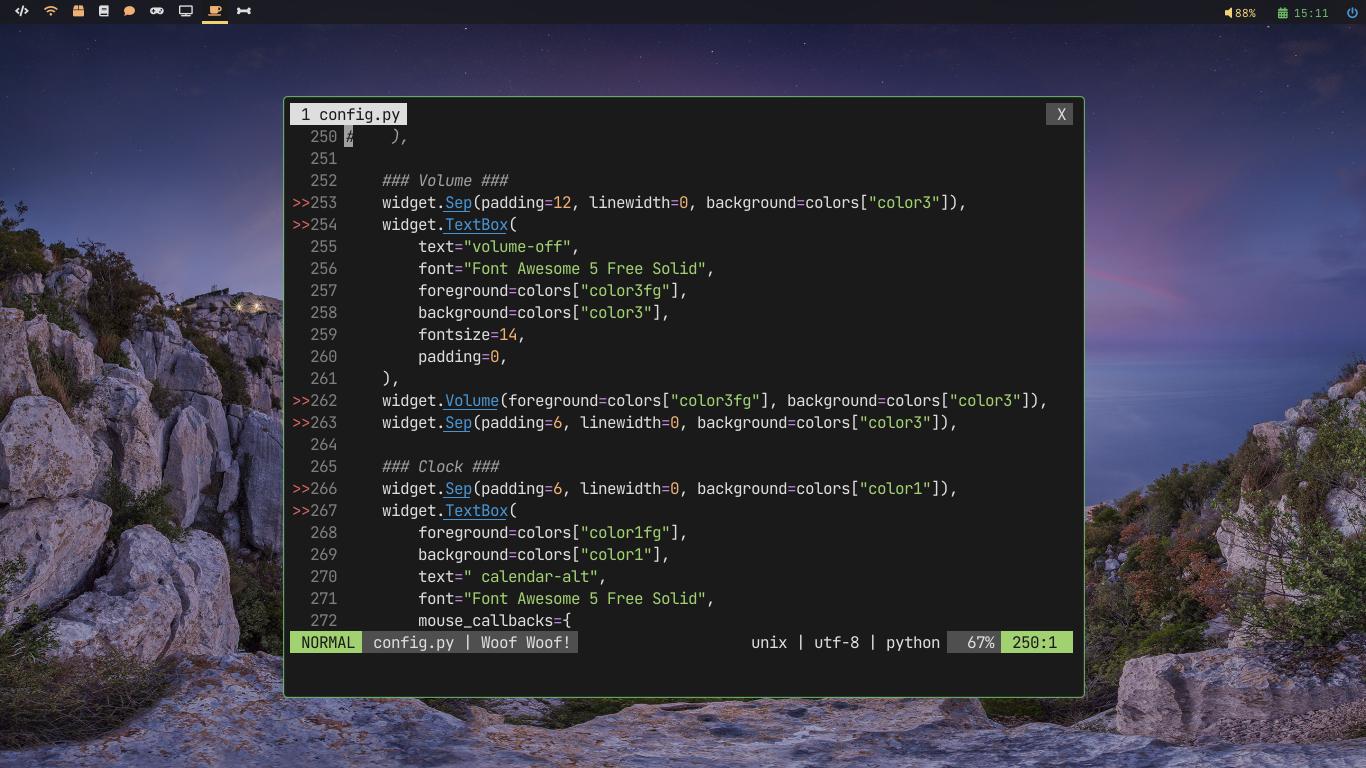 88% 15:11
1 config.py X
250 # ),
251
252 ### Volume ###
>>253 widget.Sep(padding=12, linewidth=0, background=colors["color3"]),
>>254 widget.TextBox(
255 text="volume-off",
256 font="Font Awesome 5 Free Solid",
257 foreground=colors["color3fg"],
258 background=colors["color3"],
259 fontsize=14,
260 padding=0,
261 ),
>>262 widget.Volume(foreground=colors["color3fg"], background=colors["color3"]),
>>263 widget.Sep(padding=6, linewidth=0, background=colors["color3"]),
264
265 ### Clock ###
>>266 widget.Sep(padding=6, linewidth=0, background=colors["color1"]),
>>267 widget.TextBox(
268 foreground=colors["color1fg"],
269 background=colors["color1"],
270 text=" calendar-alt",
271 font="Font Awesome 5 Free Solid",
272 mouse_callbacks={
NORMAL config.py | Woof Woof! unix | utf-8 | python 67% 250:1